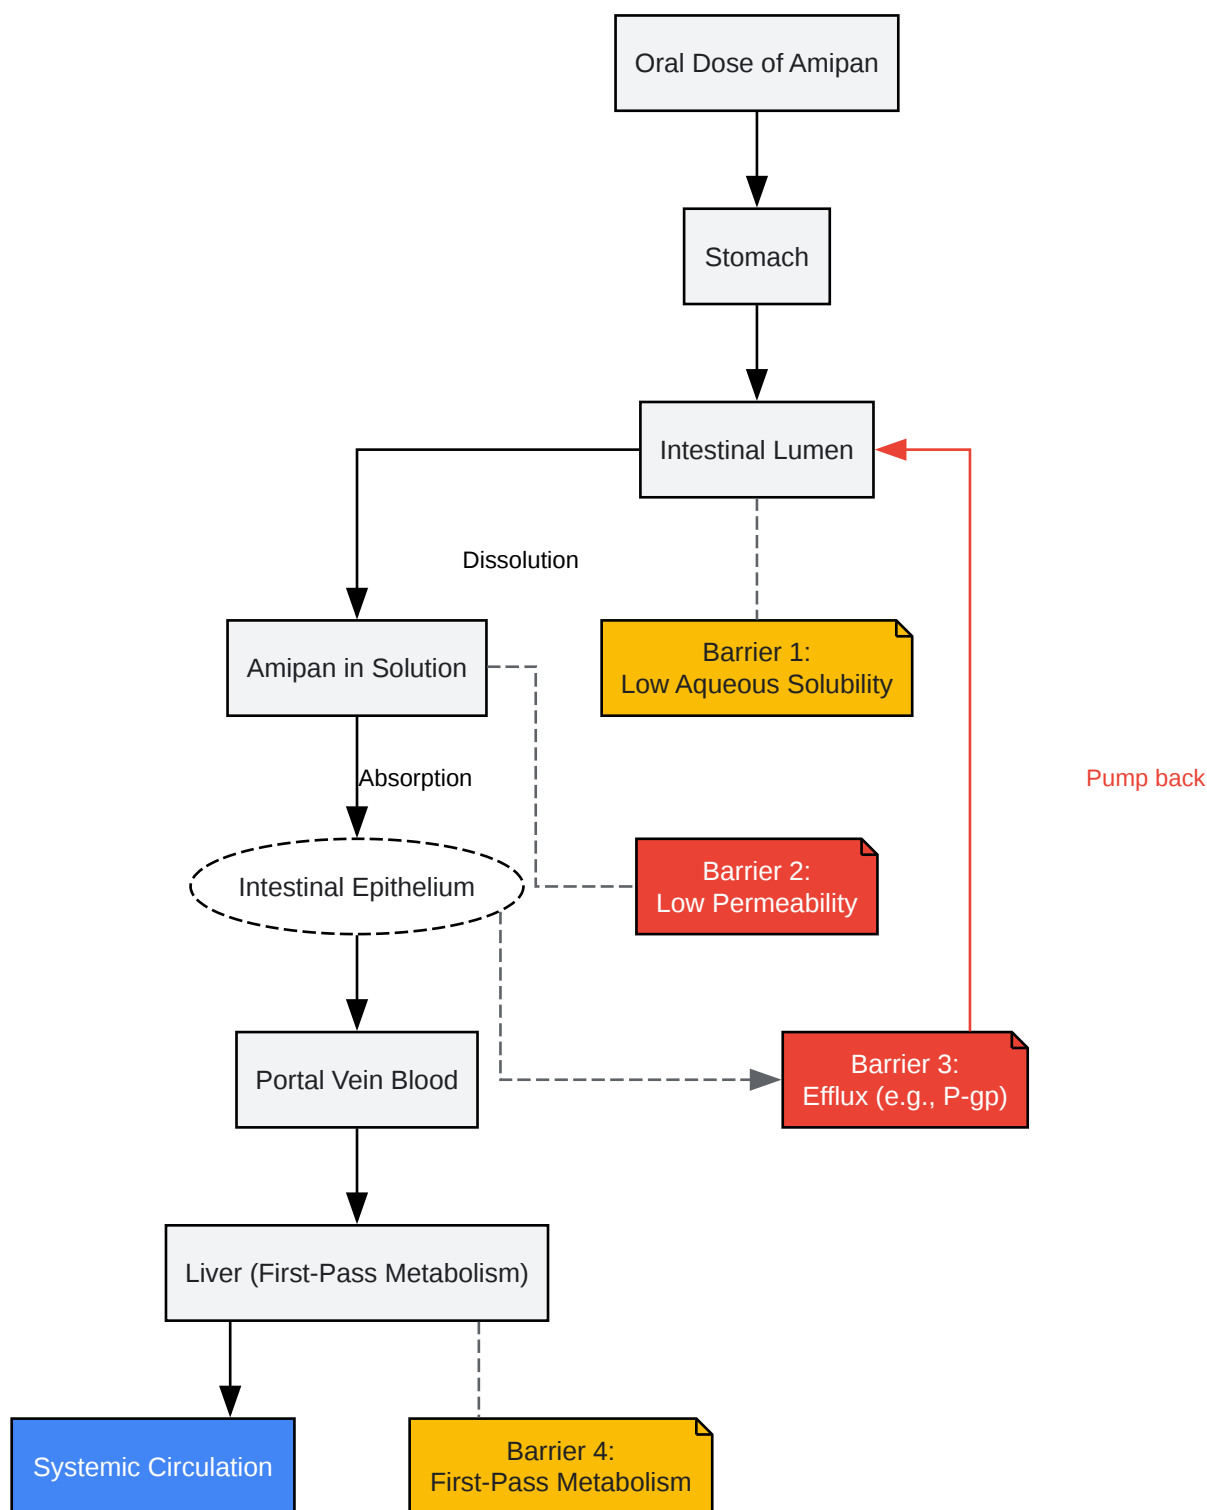 Oral Dose of Amipan
Stomach
Intestinal Lumen
Dissolution
Amipan in Solution
Barrier 1:
Low Aqueous Solubility
Absorption
Pump back
Intestinal Epithelium
Barrier 2:
Low Permeability
Portal Vein Blood
Barrier 3:
Efflux (e.g., P-gp)
Liver (First-Pass Metabolism)
Systemic Circulation
Barrier 4:
First-Pass Metabolism